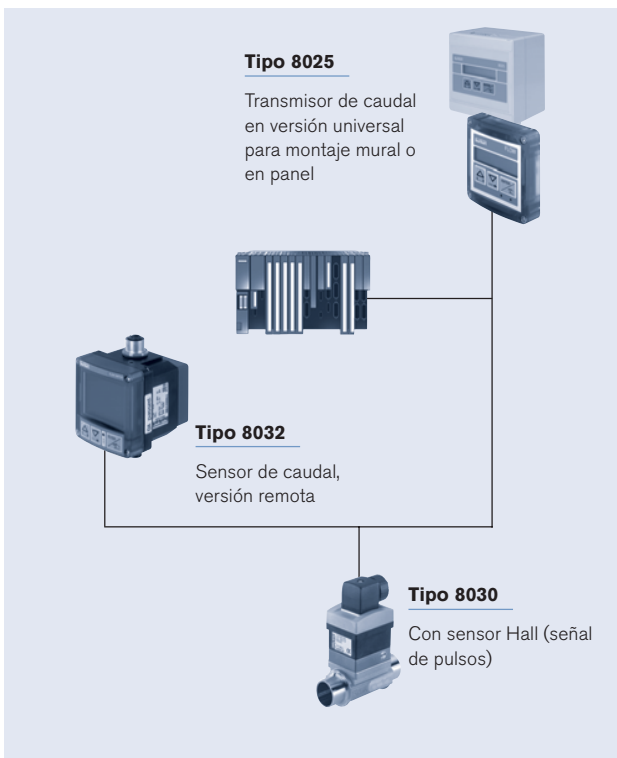 Tipo 8025
Transmisor de caudal
en versión universal
para montaje mural o
en panel
Tipo 8032
Sensor de caudal,
versión remota
Tipo 8030
Con sensor Hall (señal
de pulsos)